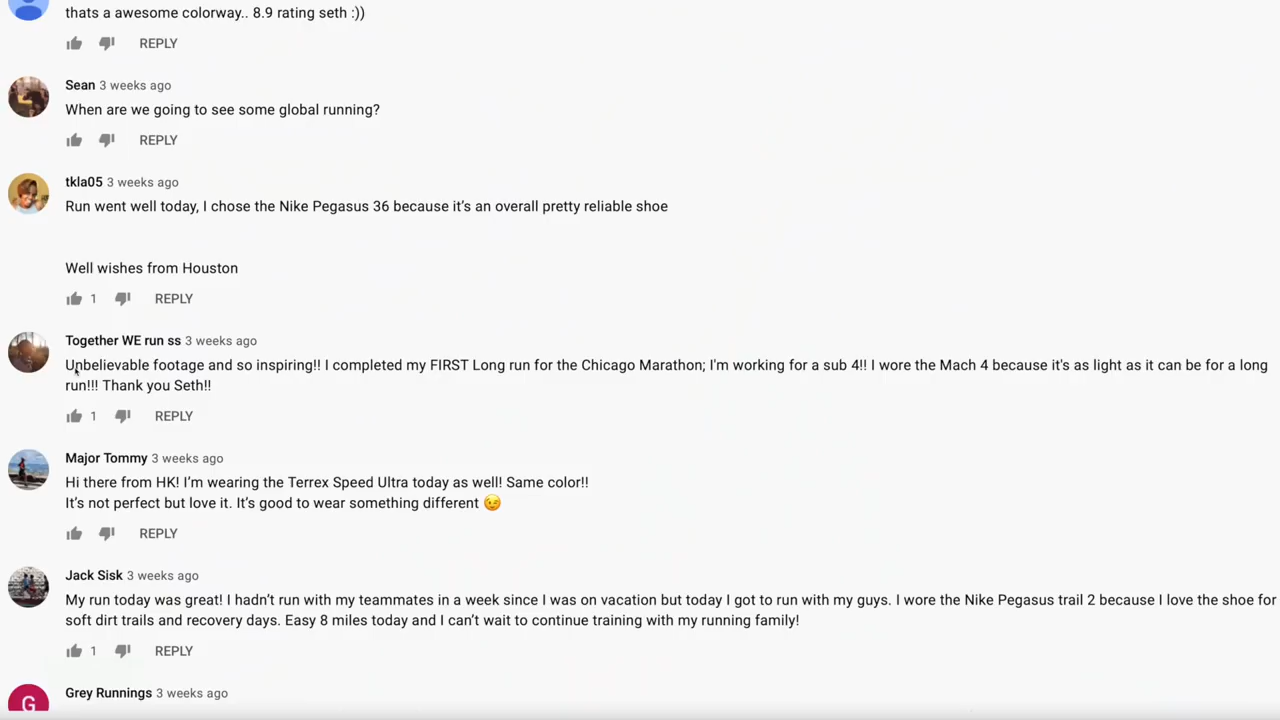 thats a awesome colorway.. 8.9 rating seth :))
REPLY
Sean 3 weeks ago
When are we going to see some global running?
REPLY
tkla05 3 weeks ago
Run went well today, I chose the Nike Pegasus 36 because it’s an overall pretty reliable shoe
Well wishes from Houston
1 REPLY
Together WE run ss 3 weeks ago
Unbelievable footage and so inspiring!! I completed my FIRST Long run for the Chicago Marathon; I'm working for a sub 4!! I wore the Mach 4 because it's as light as it can be for a long
run!!! Thank you Seth!!
1 REPLY
Major Tommy 3 weeks ago
Hi there from HK! I’m wearing the Terrex Speed Ultra today as well! Same color!!
It’s not perfect but love it. It’s good to wear something different 😉
REPLY
Jack Sisk 3 weeks ago
My run today was great! I hadn’t run with my teammates in a week since I was on vacation but today I got to run with my guys. I wore the Nike Pegasus trail 2 because I love the shoe for
soft dirt trails and recovery days. Easy 8 miles today and I can’t wait to continue training with my running family!
1 REPLY
G Grey Runnings 3 weeks ago